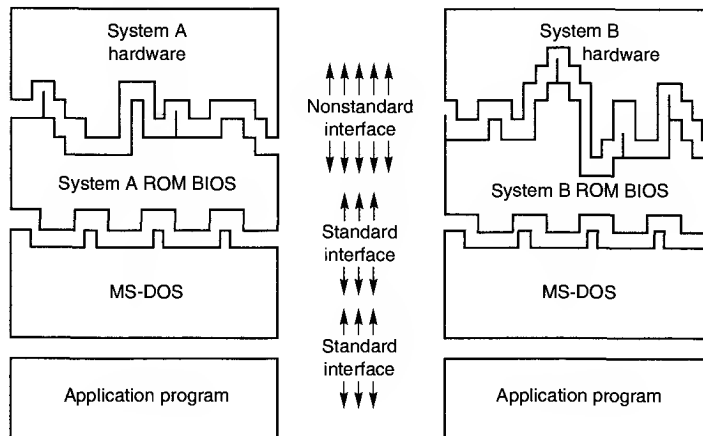 System A
hardware
System B
hardware
Nonstandard
interface
System A ROM BIOS
System B ROM BIOS
Standard
interface
MS-DOS
MS-DOS
Standard
interface
Application program
Application program